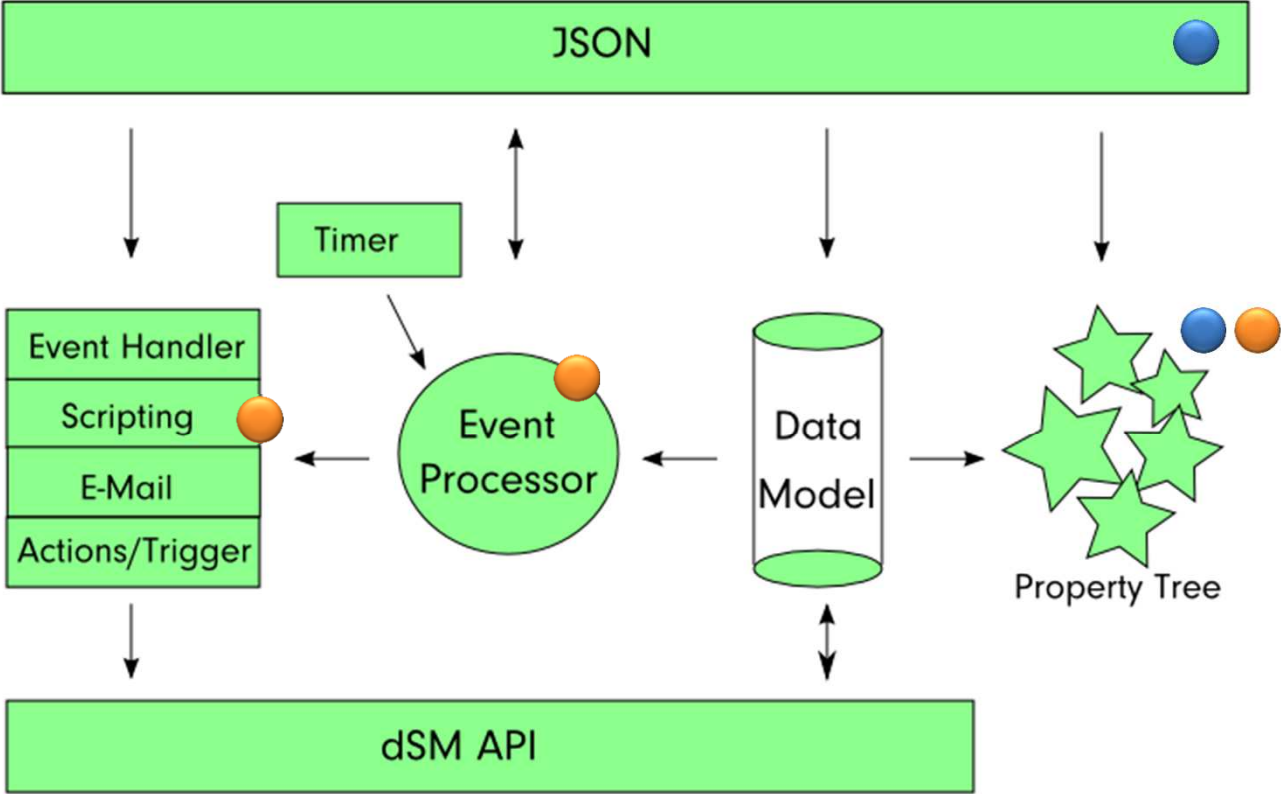 JSON
Timer
Event Handler
Scripting
E-Mail
Actions/Trigger
Event
Processor
Data
Model
Property Tree
dSM API